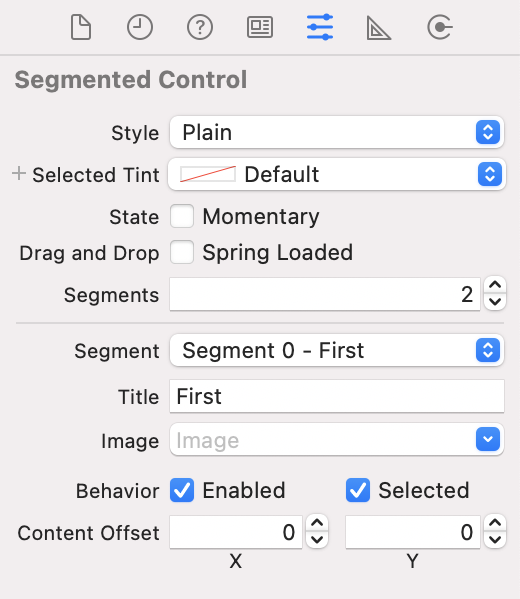 Segmented Control
Style Plain
+ Selected Tint Default
State Momentary
Drag and Drop Spring Loaded
Segments 2
Segment Segment 0 - First
Title First
Image Image
Behavior Enabled Selected
Content Offset 0 0
X Y